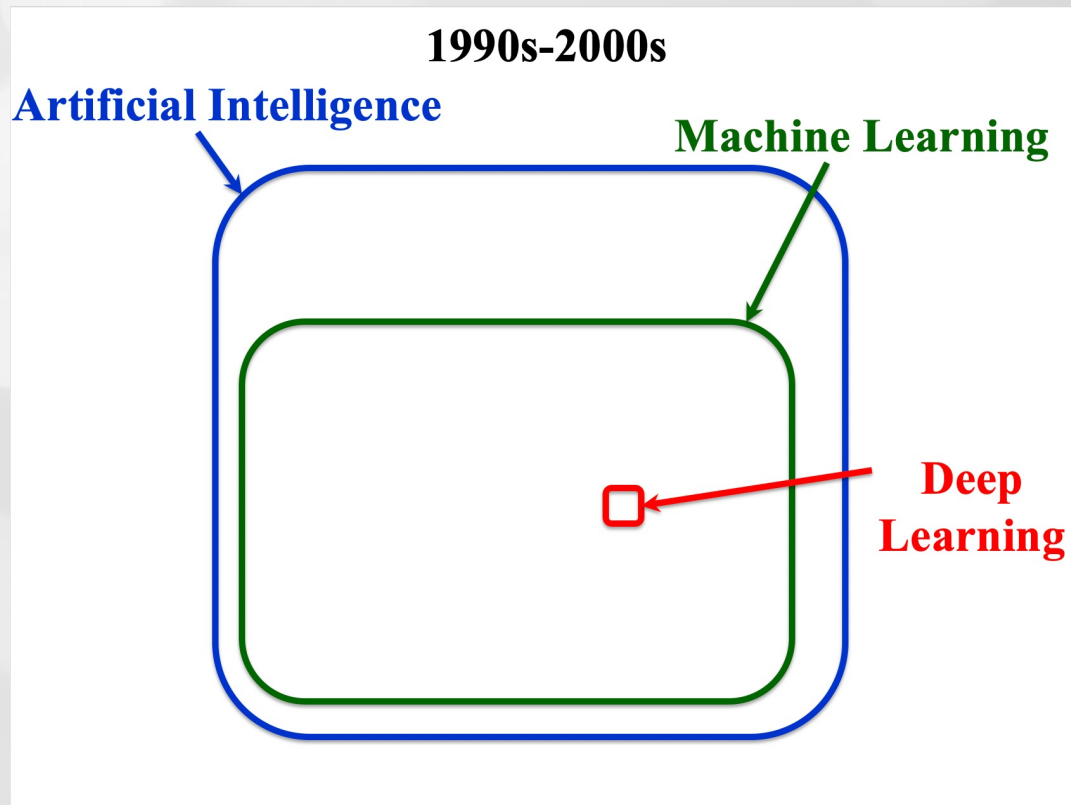 1990s-2000s
Artificial Intelligence
Machine Learning
Deep
Learning